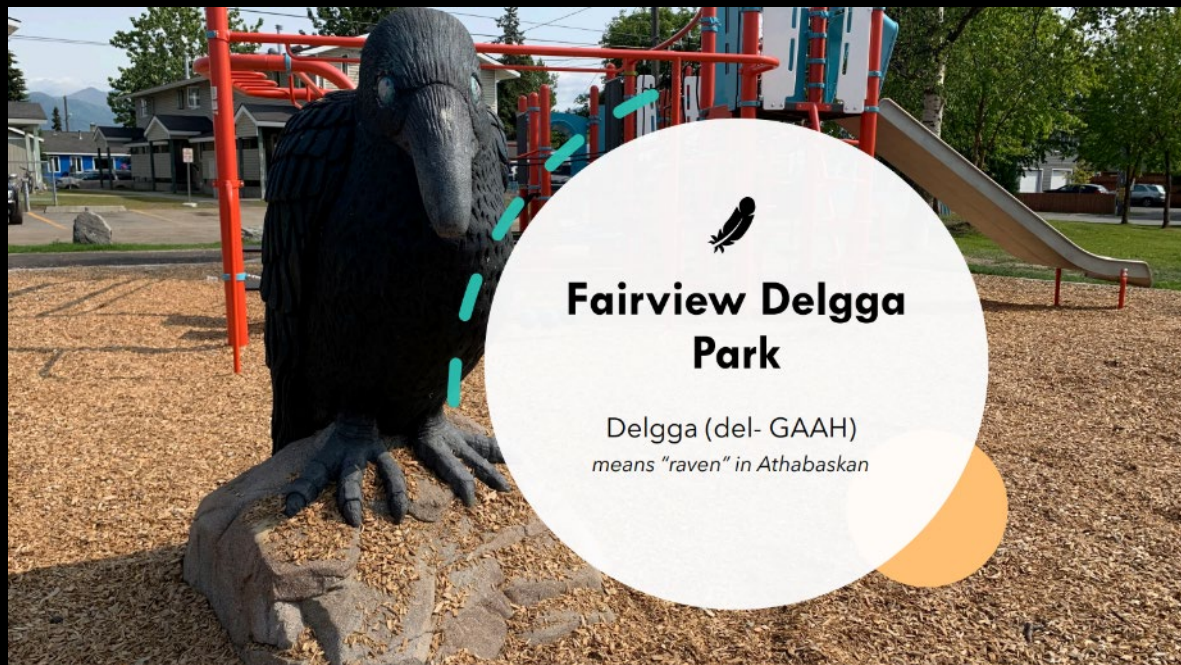 Fairview Delgga
Park
Delgga (del- GAAH)
means "raven" in Athabaskan